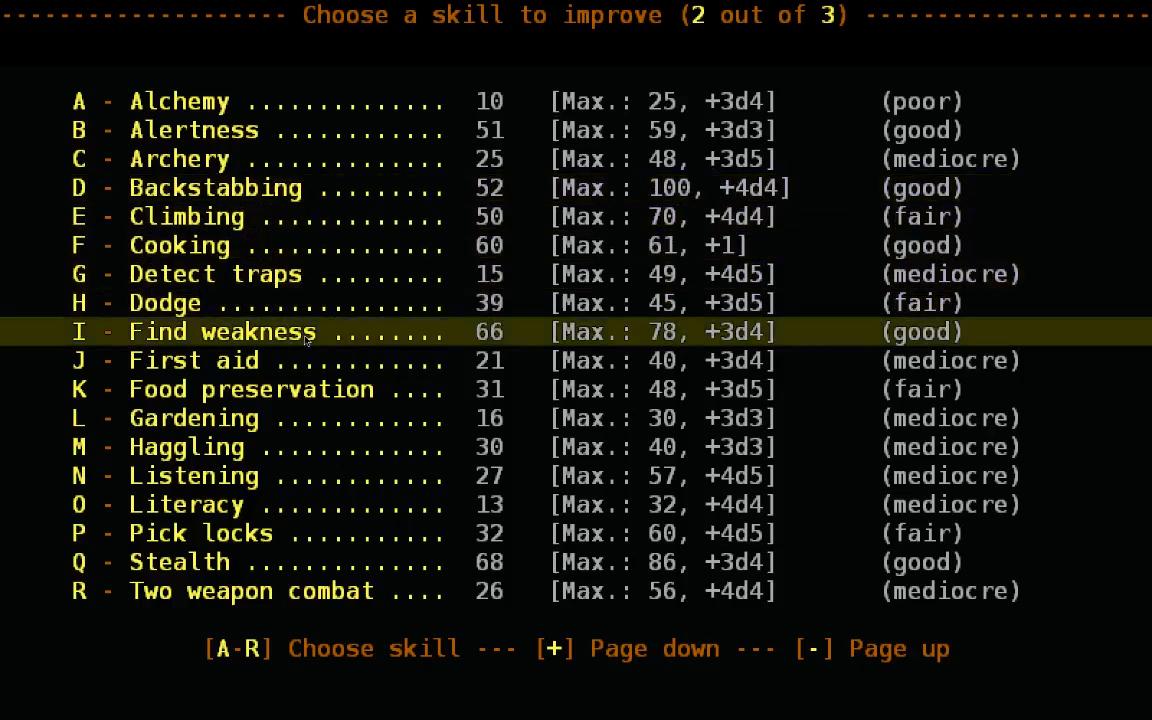 -------------------- Choose a skill to improve (2 out of 3) --------------------
A - Alchemy .............. 10 [Max.: 25, +3d4] (poor)
B - Alertness ............ 51 [Max.: 59, +3d3] (good)
C - Archery .............. 25 [Max.: 48, +3d5] (mediocre)
D - Backstabbing ......... 52 [Max.: 100, +4d4] (good)
E - Climbing ............. 50 [Max.: 70, +4d4] (fair)
F - Cooking .............. 60 [Max.: 61, +1] (good)
G - Detect traps ......... 15 [Max.: 49, +4d5] (mediocre)
H - Dodge ................ 39 [Max.: 45, +3d5] (fair)
I - Find weakness ........ 66 [Max.: 78, +3d4] (good)
J - First aid ............ 21 [Max.: 40, +3d4] (mediocre)
K - Food preservation .... 31 [Max.: 48, +3d5] (fair)
L - Gardening ............ 16 [Max.: 30, +3d3] (mediocre)
M - Haggling ............. 30 [Max.: 40, +3d3] (mediocre)
N - Listening ............ 27 [Max.: 57, +4d5] (mediocre)
O - Literacy ............. 13 [Max.: 32, +4d4] (mediocre)
P - Pick locks ........... 32 [Max.: 60, +4d5] (fair)
Q - Stealth .............. 68 [Max.: 86, +3d4] (good)
R - Two weapon combat .... 26 [Max.: 56, +4d4] (mediocre)
[A-R] Choose skill --- [+] Page down --- [-] Page up